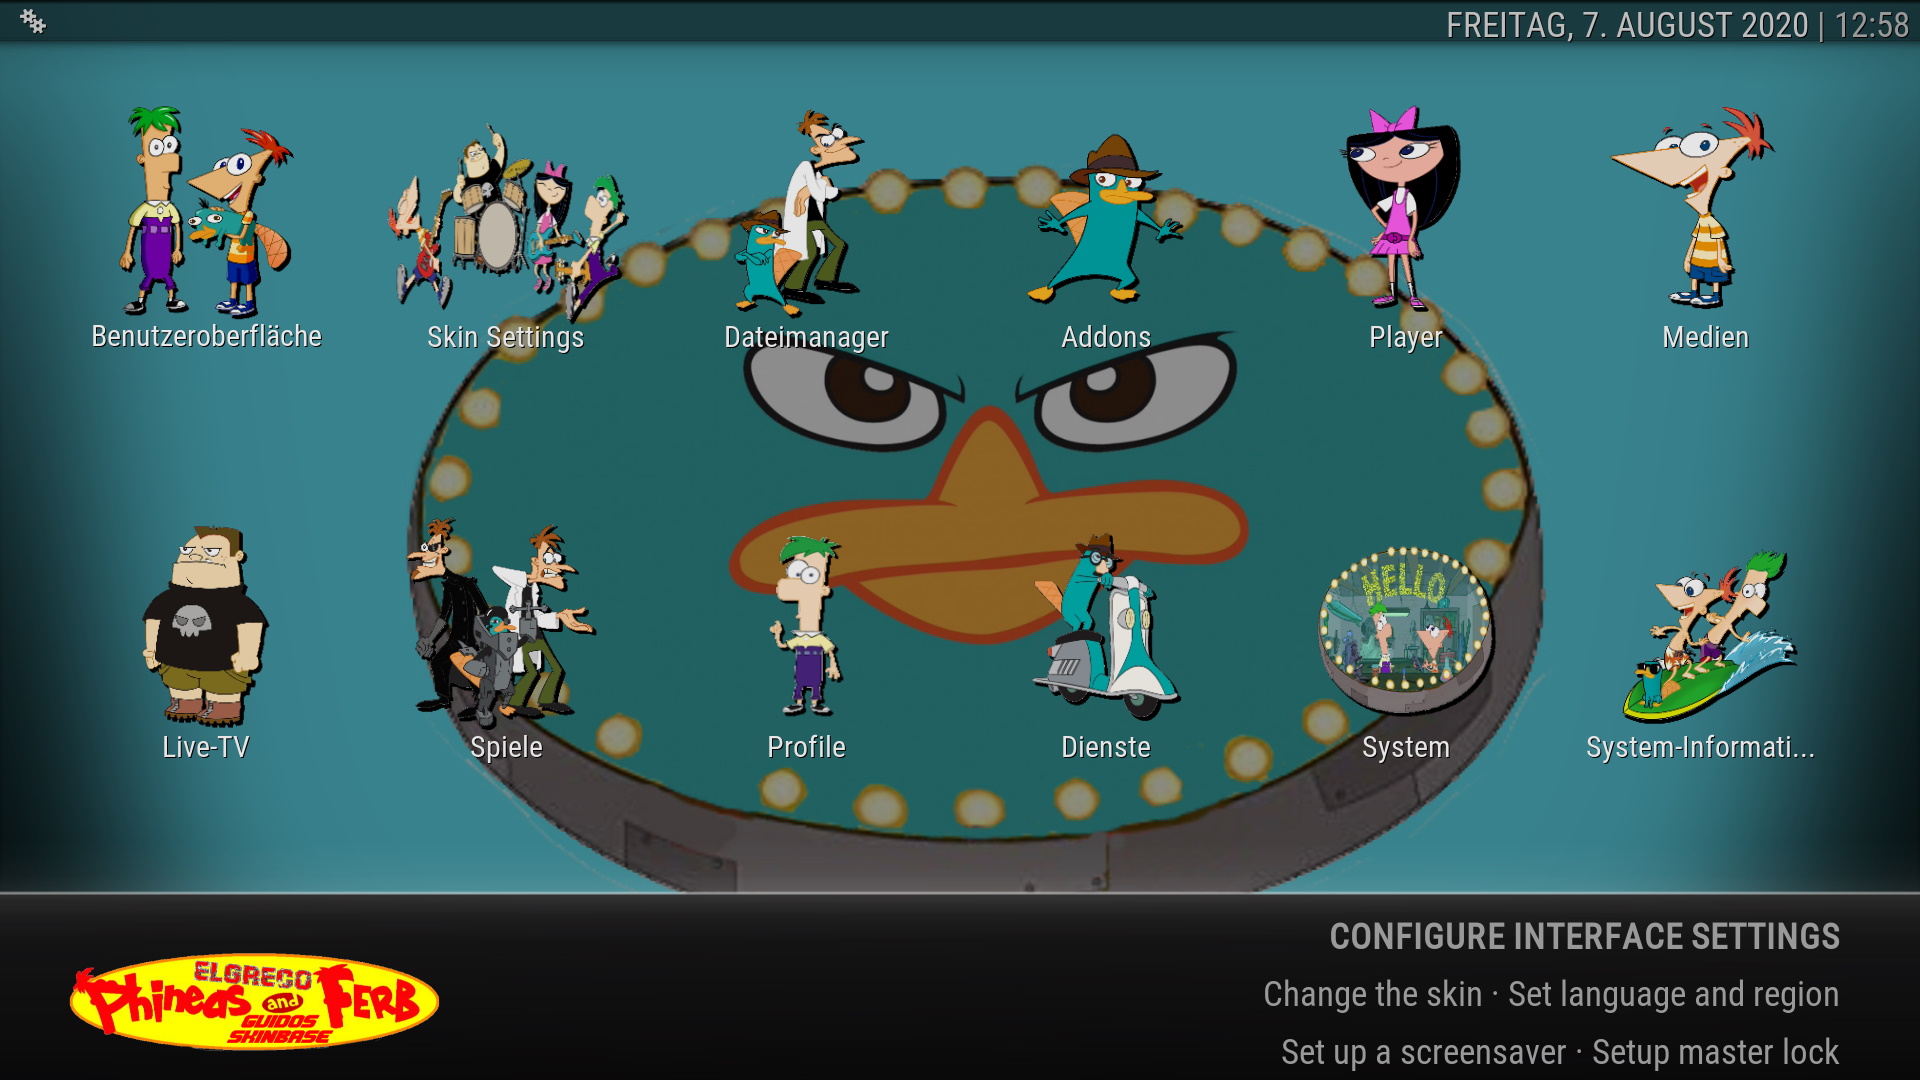 FREITAG, 7. AUGUST 2020 | 12:58
Benutzeroberfläche
Skin Settings
Dateimanager
Addons
Player
Medien
HELLO
Live-TV
Spiele
Profile
Dienste
System
System-Informati...
CONFIGURE INTERFACE SETTINGS
Change the skin · Set language and region
Set up a screensaver · Setup master lock
ELGRECO
Phineas and FERB
GUIDOS
SKINBASE